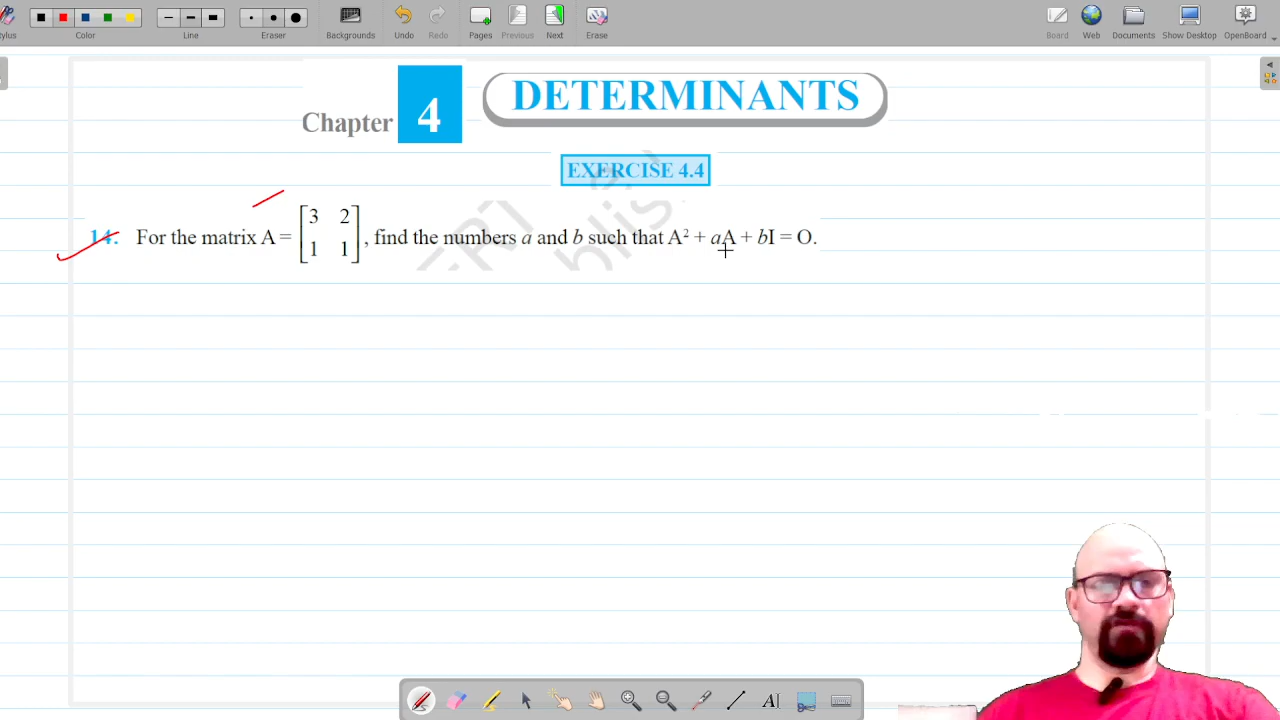 tylus Color Line Eraser Backgrounds Undo Redo Pages Previous Next Erase Board Web Documents Show Desktop OpenBoard
Chapter 4 DETERMINANTS
EXERCISE 4.4
14. For the matrix A = [3 2
1 1], find the numbers a and b such that A² + aA + bI = O.